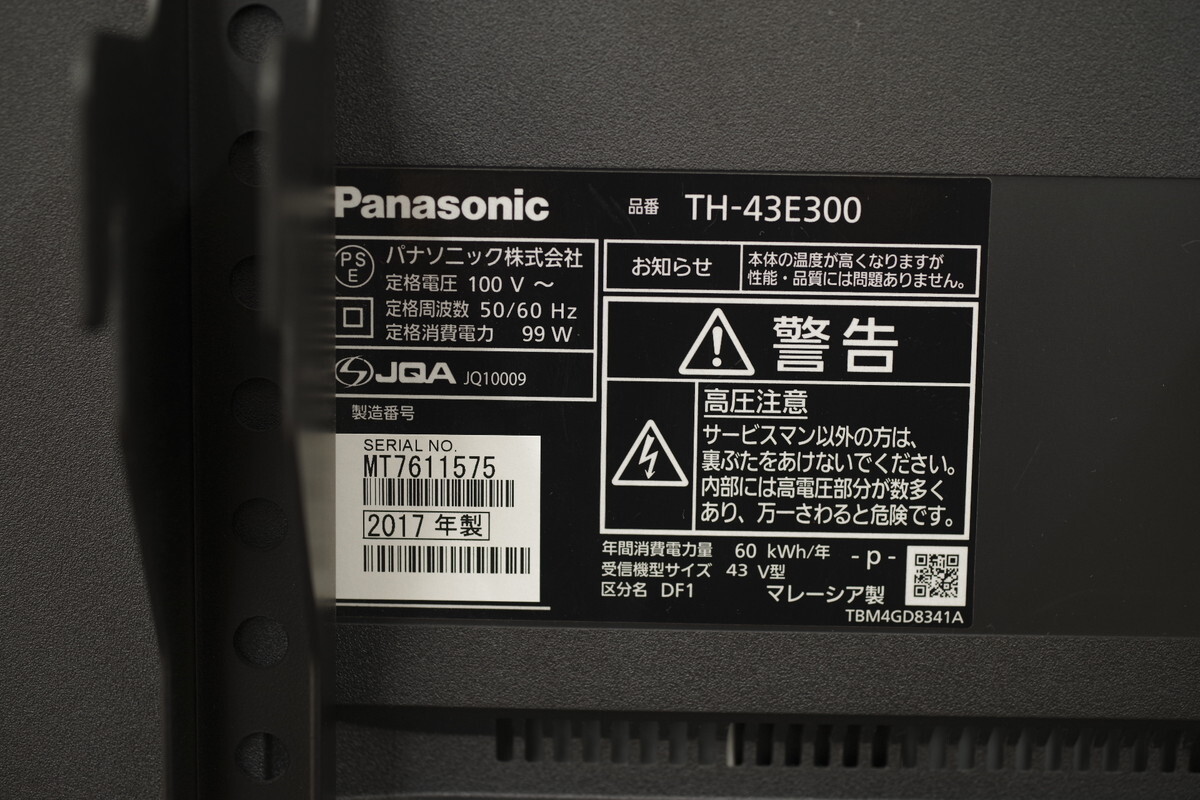 Panasonic 品番 TH-43E300
PS
E
パナソニック株式会社
定格電圧 100 V ～
定格周波数 50/60 Hz
定格消費電力 99 W
JQA JQ10009
製造番号
SERIAL NO.
MT7611575
2017 年製
お知らせ
本体の温度が高くなりますが
性能・品質には問題ありません。
警告
高圧注意
サービスマン以外の方は、
裏ぶたをあけないでください。
内部には高電圧部分が数多く
あり、万一さわると危険です。
年間消費電力量 60 kWh/年 -p-
受信機型サイズ 43 V型
区分名 DF1 マレーシア製
TBM4GD8341A